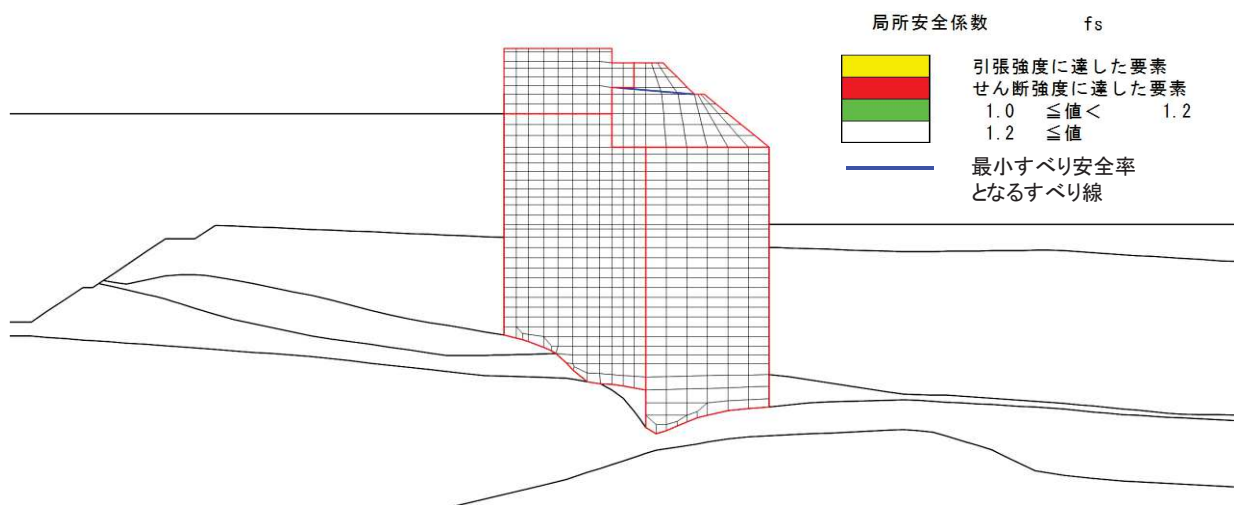 局所安全係数 fs
引張強度に達した要素
せん断強度に達した要素
1.0 ≦値< 1.2
1.2 ≦値
最小すべり安全率
となるすべり線